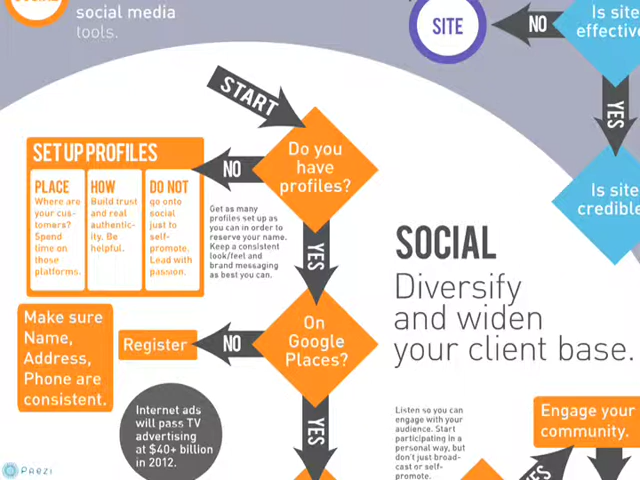 social media
tools.
SITE
NO
Is site
effective
YES
Is site
credible
START
Do you
have
profiles?
NO
SET UP PROFILES
PLACE
Where are
your cus-
tomers?
Spend
time on
those
platforms.
HOW
Build trust
and real
authentic-
ity. Be
helpful.
DO NOT
go onto
social
just to
self-
promote.
Lead with
passion.
Get as many
profiles set up as
you can in order to
reserve your name.
Keep a consistent
look/feel and
brand messaging
as best you can.
YES
SOCIAL
Diversify
and widen
your client base.
On
Google
Places?
NO
Register
Make sure
Name,
Address,
Phone are
consistent.
Internet ads
will pass TV
advertising
at $40+ billion
in 2012.
YES
Listen so you can
engage with your
audience. Start
participating in
a personal way, but
don't just broad-
cast or self-
promote.
Engage your
community.
YES
PREZI